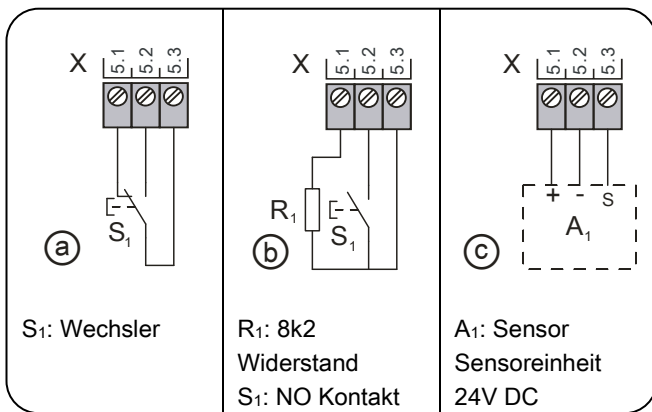 X 5.1 5.2 5.3
S₁
a
S₁: Wechsler
X 5.1 5.2 5.3
R₁
S₁
b
R₁: 8k2
Widerstand
S₁: NO Kontakt
X 5.1 5.2 5.3
+ - S
A₁
c
A₁: Sensor
Sensoreinheit
24V DC